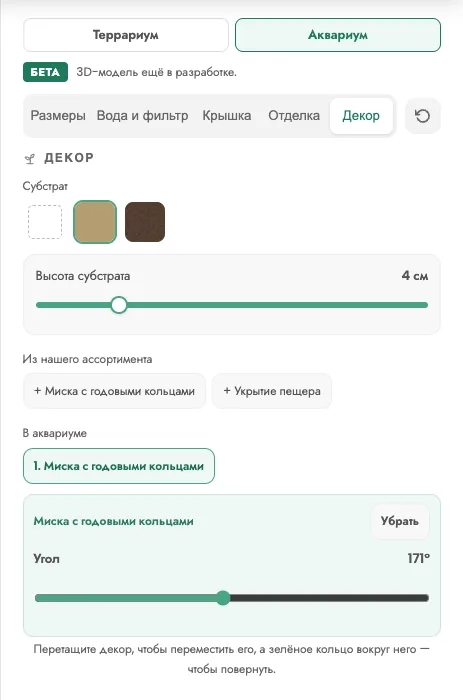 Террариум
Аквариум
БЕТА 3D-модель ещё в разработке.
Размеры Вода и фильтр Крышка Отделка Декор
ДЕКОР
Субстрат
Высота субстрата 4 см
Из нашего ассортимента
+ Миска с годовыми кольцами + Укрытие пещера
В аквариуме
1. Миска с годовыми кольцами
Миска с годовыми кольцами Убрать
Угол 171°
Перетащите декор, чтобы переместить его, а зелёное кольцо вокруг него —
чтобы повернуть.